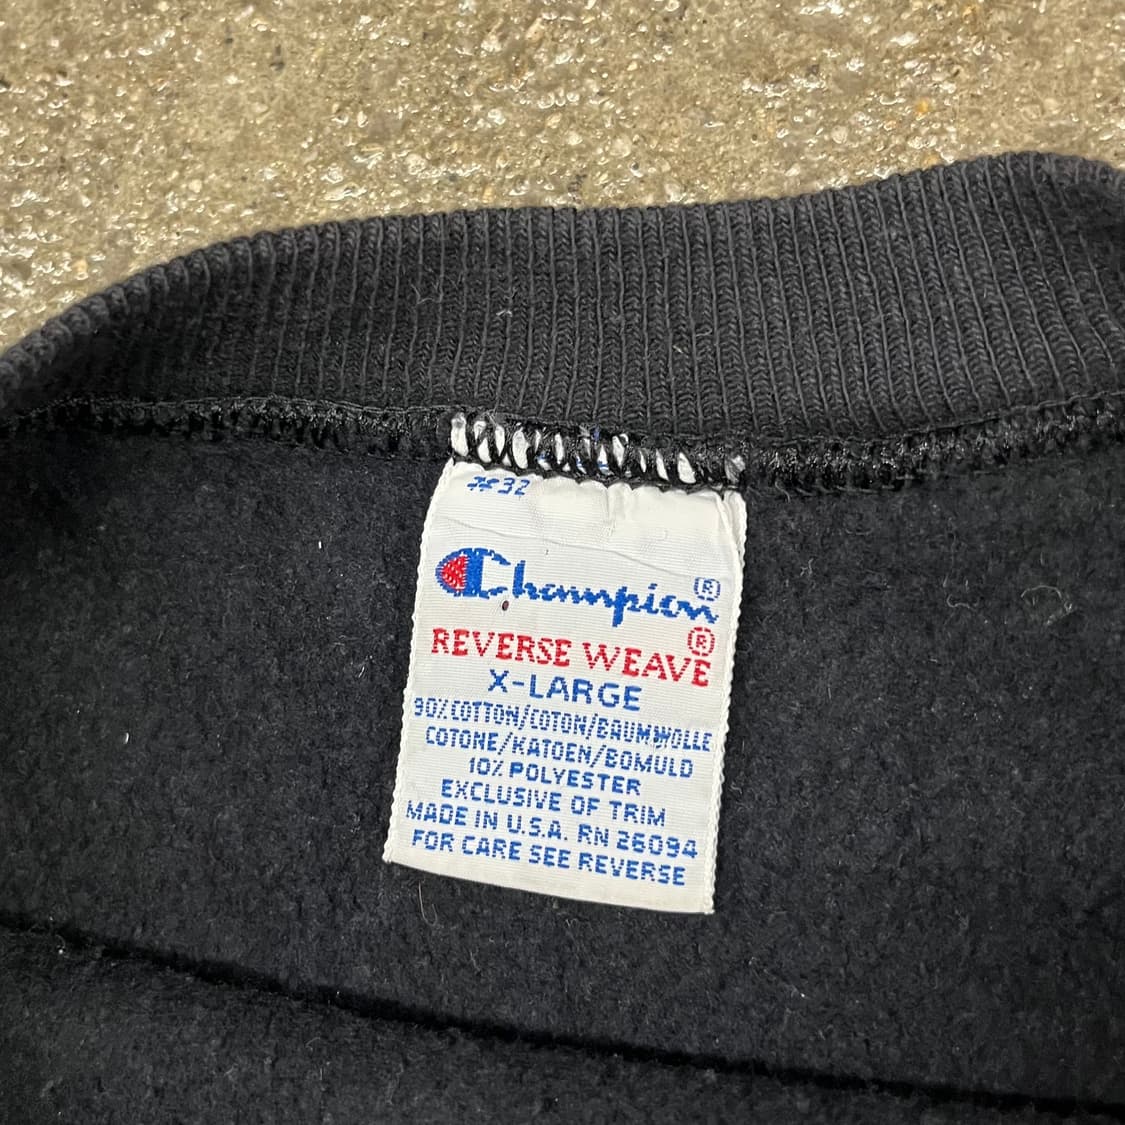 #32
Champion®
REVERSE WEAVE®
X-LARGE
90% COTTON/COTON/BAUMWOLLE
COTONE/KATOEN/BOMULD
10% POLYESTER
EXCLUSIVE OF TRIM
MADE IN U.S.A. RN 26094
FOR CARE SEE REVERSE